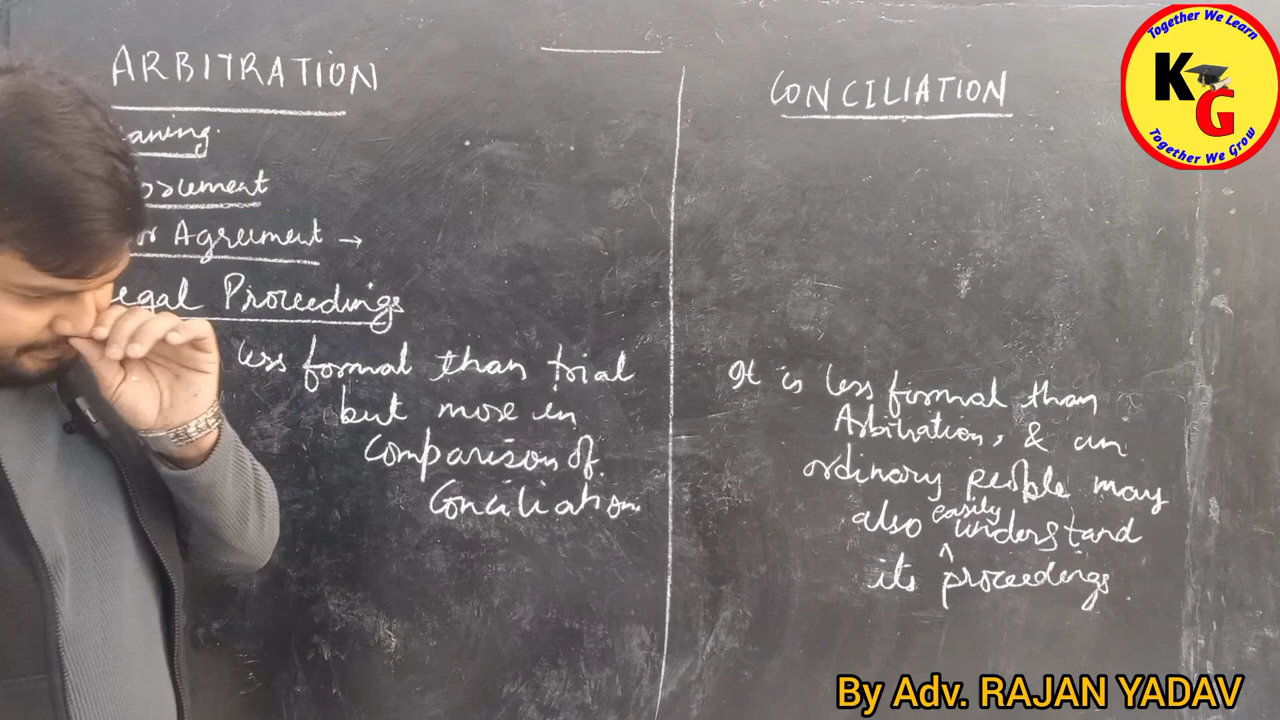 ARBITRATION
aning.
ssement
or Agreement →
egal Proceedings
less formal than trial
but more in
comparison of.
Conciliation.
CONCILIATION
It is less formal than
Arbitration, & an
ordinary people may
also easily understand
its ^ proceedings.
Together We Learn
KG
Together We Grow
By Adv. RAJAN YADAV